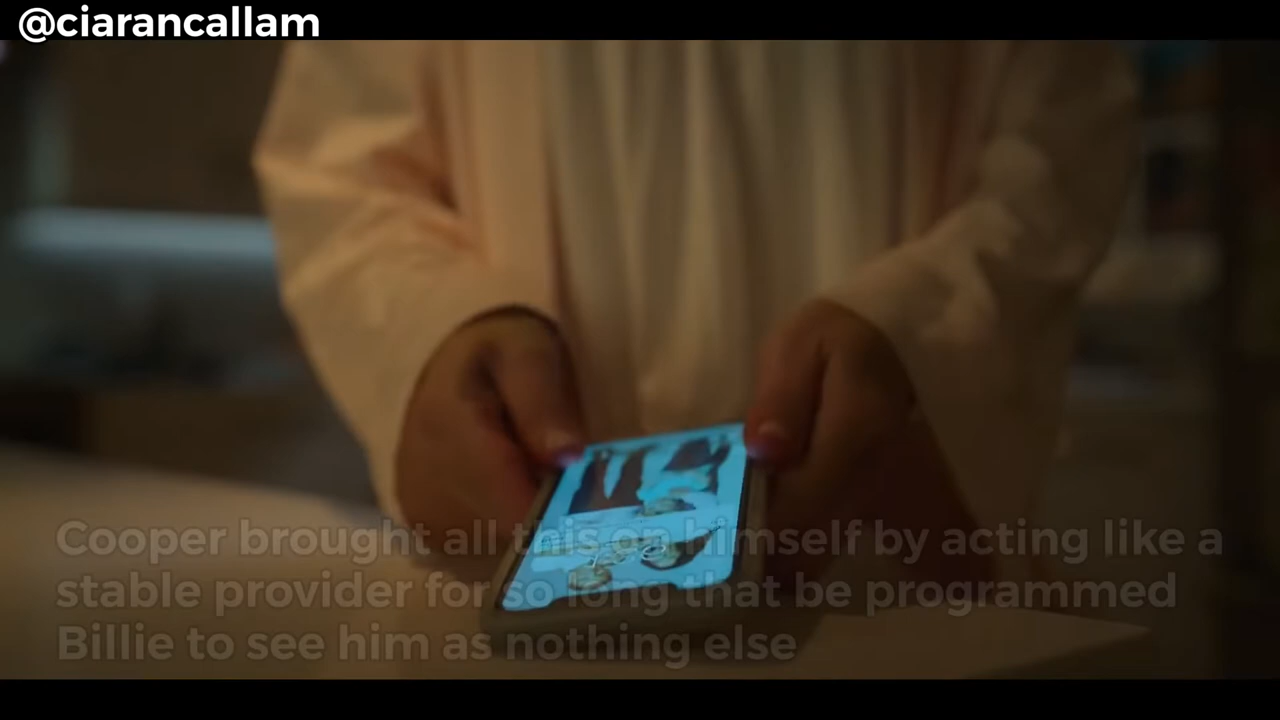 @ciarancallam
Cooper brought all this on himself by acting like a
stable provider for so long that be programmed
Billie to see him as nothing else